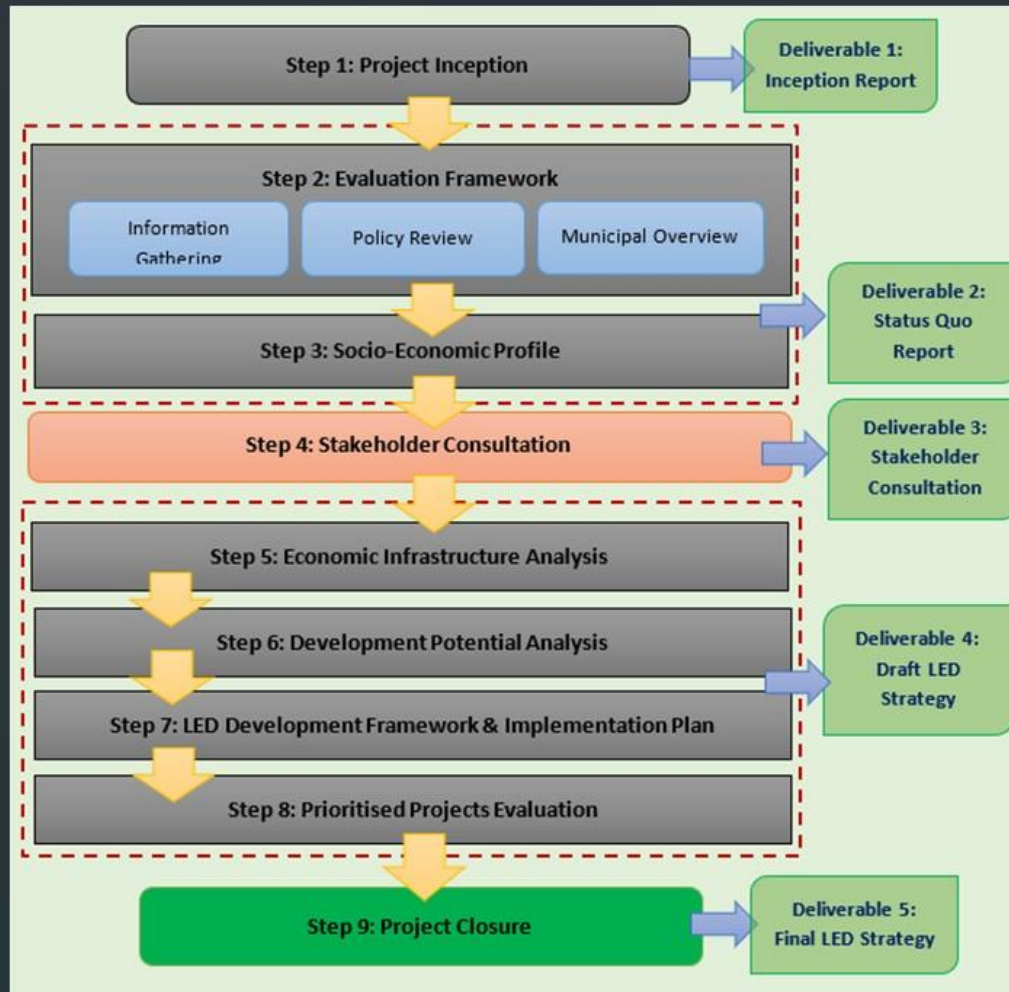 Step 1: Project Inception
Deliverable 1:
Inception Report
Step 2: Evaluation Framework
Information
Gathering
Policy Review
Municipal Overview
Deliverable 2:
Status Quo
Report
Step 3: Socio-Economic Profile
Step 4: Stakeholder Consultation
Deliverable 3:
Stakeholder
Consultation
Step 5: Economic Infrastructure Analysis
Step 6: Development Potential Analysis
Deliverable 4:
Draft LED
Strategy
Step 7: LED Development Framework & Implementation Plan
Step 8: Prioritised Projects Evaluation
Step 9: Project Closure
Deliverable 5:
Final LED Strategy